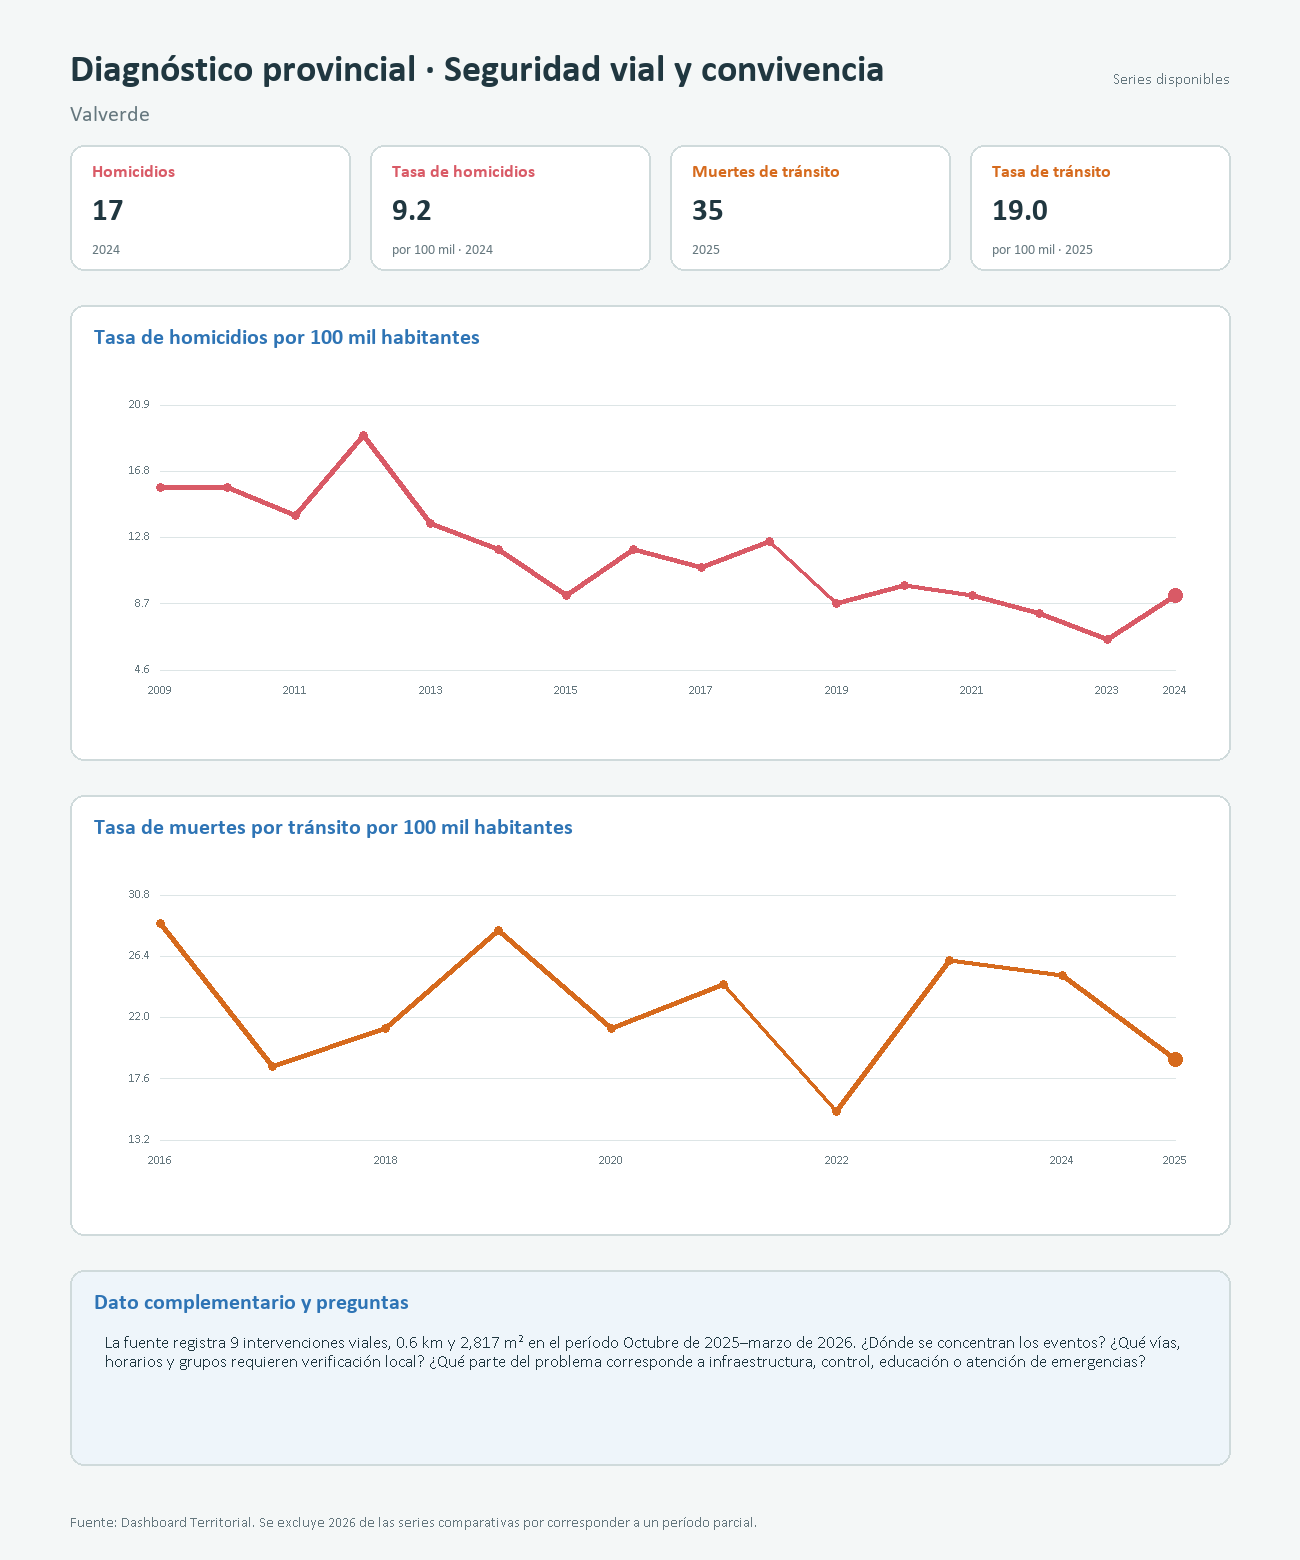 Diagnóstico provincial · Seguridad vial y convivencia
Series disponibles
Valverde
Homicidios
17
2024
Tasa de homicidios
9.2
por 100 mil · 2024
Muertes de tránsito
35
2025
Tasa de tránsito
19.0
por 100 mil · 2025
Tasa de homicidios por 100 mil habitantes
20.9
16.8
12.8
8.7
4.6
2009 2011 2013 2015 2017 2019 2021 2023 2024
Tasa de muertes por tránsito por 100 mil habitantes
30.8
26.4
22.0
17.6
13.2
2016 2018 2020 2022 2024 2025
Dato complementario y preguntas
La fuente registra 9 intervenciones viales, 0.6 km y 2,817 m² en el período Octubre de 2025–marzo de 2026. ¿Dónde se concentran los eventos? ¿Qué vías,
horarios y grupos requieren verificación local? ¿Qué parte del problema corresponde a infraestructura, control, educación o atención de emergencias?
Fuente: Dashboard Territorial. Se excluye 2026 de las series comparativas por corresponder a un período parcial.